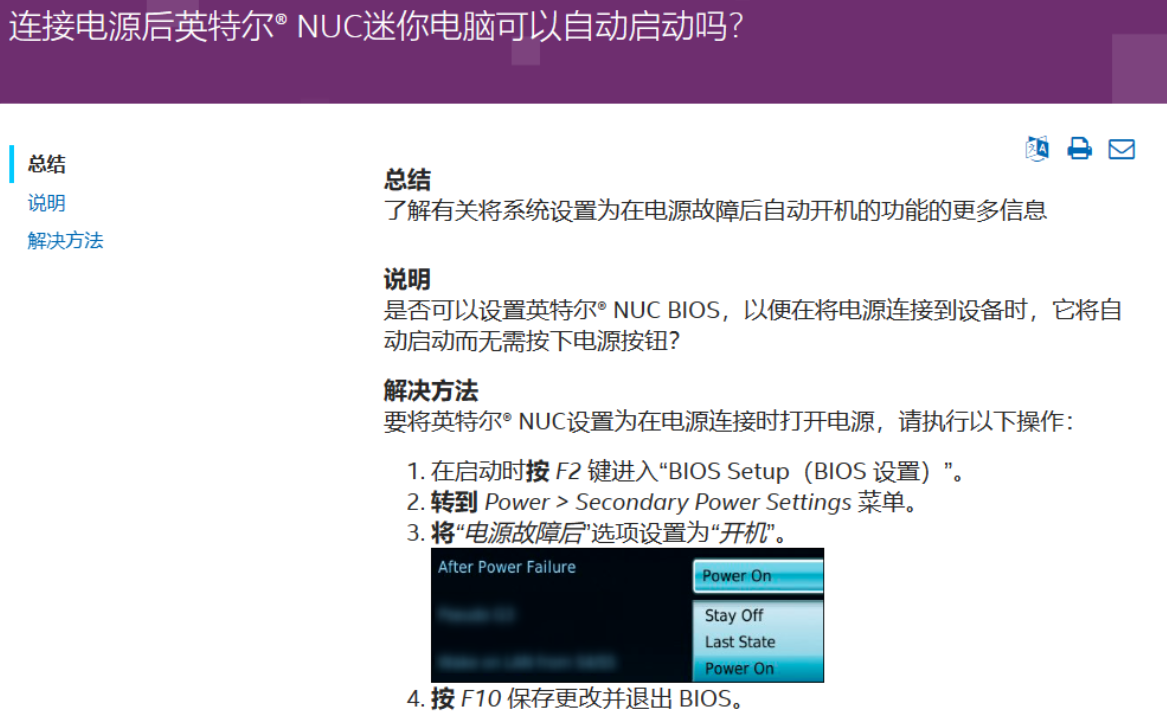 连接电源后英特尔® NUC迷你电脑可以自动启动吗？
总结
说明
解决方法
总结
了解有关将系统设置为在电源故障后自动开机的功能的更多信息
说明
是否可以设置英特尔® NUC BIOS，以便在将电源连接到设备时，它将自
动启动而无需按下电源按钮？
解决方法
要将英特尔® NUC设置为在电源连接时打开电源，请执行以下操作：
1. 在启动时按 F2 键进入“BIOS Setup（BIOS 设置）”。
2. 转到 Power > Secondary Power Settings 菜单。
3. 将“电源故障后”选项设置为“开机”。
After Power Failure
Power On
Stay Off
Last State
Power On
4. 按 F10 保存更改并退出 BIOS。